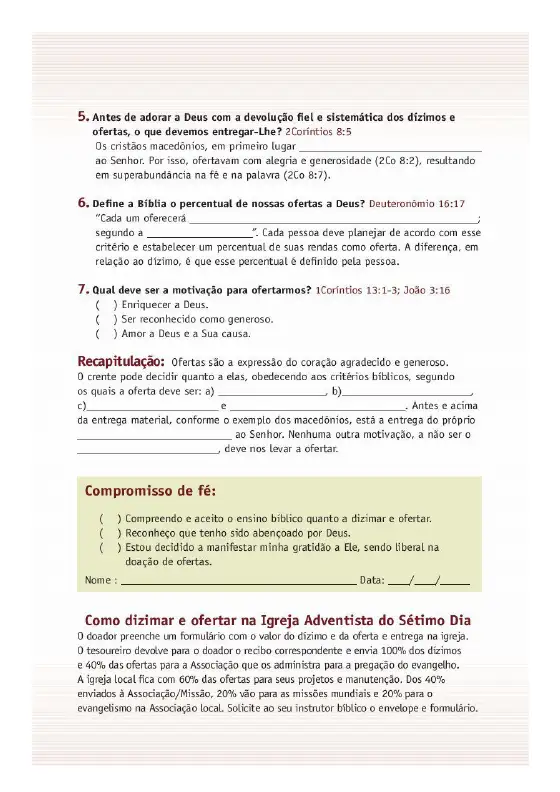 5. Antes de adorar a Deus com a devolução fiel e sistemática dos dízimos e
ofertas, o que devemos entregar-Lhe? 2Coríntios 8:5
Os cristãos macedônios, em primeiro lugar ___________________________________
ao Senhor. Por isso, ofertavam com alegria e generosidade (2Co 8:2), resultando
em superabundância na fé e na palavra (2Co 8:7).
6. Define a Bíblia o percentual de nossas ofertas a Deus? Deuteronômio 16:17
“Cada um oferecerá ______________________________________________________;
segundo a ____________________”. Cada pessoa deve planejar de acordo com esse
critério e estabelecer um percentual de suas rendas como oferta. A diferença, em
relação ao dízimo, é que esse percentual é definido pela pessoa.
7. Qual deve ser a motivação para ofertarmos? 1Coríntios 13:1-3; João 3:16
( ) Enriquecer a Deus.
( ) Ser reconhecido como generoso.
( ) Amor a Deus e a Sua causa.
Recapitulação: Ofertas são a expressão do coração agradecido e generoso.
O crente pode decidir quanto a elas, obedecendo aos critérios bíblicos, segundo
os quais a oferta deve ser: a) _____________________, b)_________________________,
c)_________________________ e __________________________________. Antes e acima
da entrega material, conforme o exemplo dos macedônios, está a entrega do próprio
______________________________ ao Senhor. Nenhuma outra motivação, a não ser o
___________________________, deve nos levar a ofertar.
Compromisso de fé:
( ) Compreendo e aceito o ensino bíblico quanto a dizimar e ofertar.
( ) Reconheço que tenho sido abençoado por Deus.
( ) Estou decidido a manifestar minha gratidão a Ele, sendo liberal na
doação de ofertas.
Nome : _____________________________________________ Data: ____/____/______
Como dizimar e ofertar na Igreja Adventista do Sétimo Dia
O doador preenche um formulário com o valor do dízimo e da oferta e entrega na igreja.
O tesoureiro devolve para o doador o recibo correspondente e envia 100% dos dízimos
e 40% das ofertas para a Associação que os administra para a pregação do evangelho.
A igreja local fica com 60% das ofertas para seus projetos e manutenção. Dos 40%
enviados à Associação/Missão, 20% vão para as missões mundiais e 20% para o
evangelismo na Associação local. Solicite ao seu instrutor bíblico o envelope e formulário.